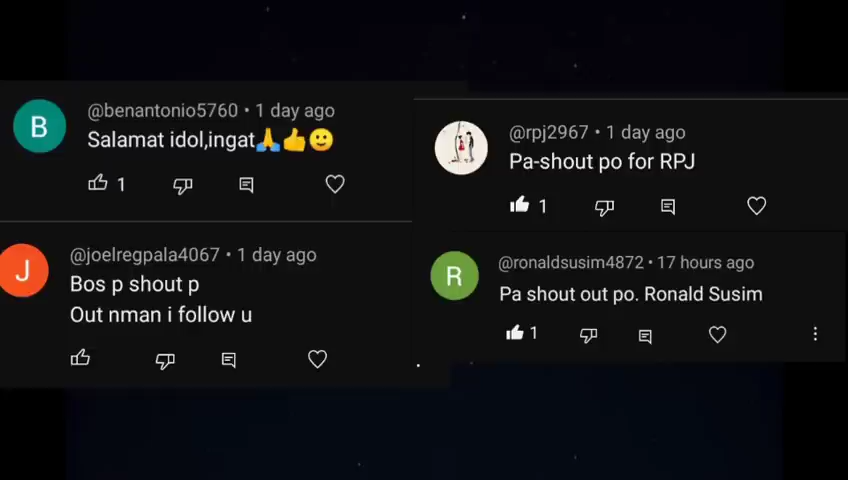 B
@benantonio5760 • 1 day ago
Salamat idol,ingat🙏👍🙂
1
J
@joelregpala4067 • 1 day ago
Bos p shout p
Out nman i follow u
@rpj2967 • 1 day ago
Pa-shout po for RPJ
1
R
@ronaldsusim4872 • 17 hours ago
Pa shout out po. Ronald Susim
1